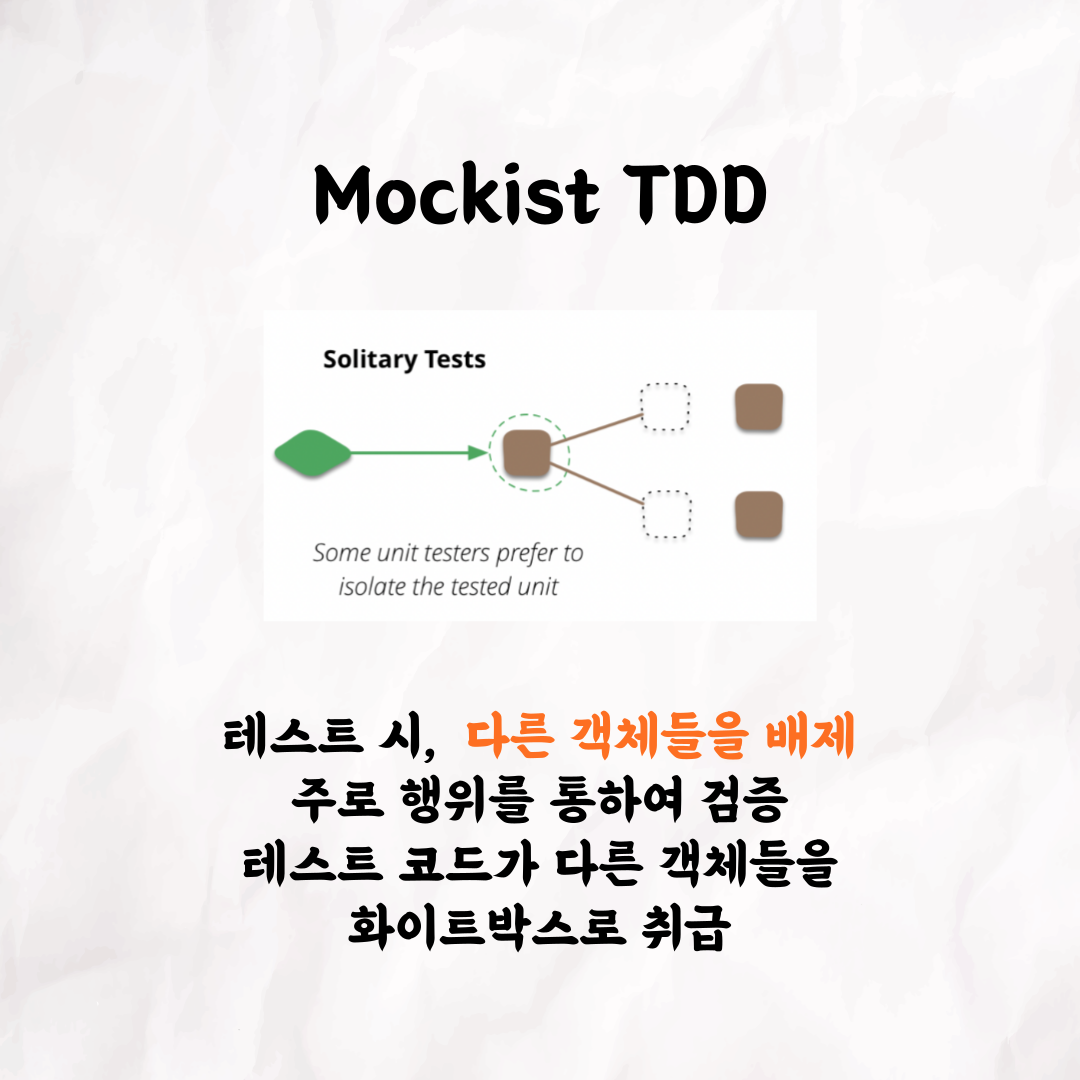 Mockist TDD
Solitary Tests
Some unit testers prefer to
isolate the tested unit
테스트 시, 다른 객체들을 배제
주로 행위를 통하여 검증
테스트 코드가 다른 객체들을
화이트박스로 취급